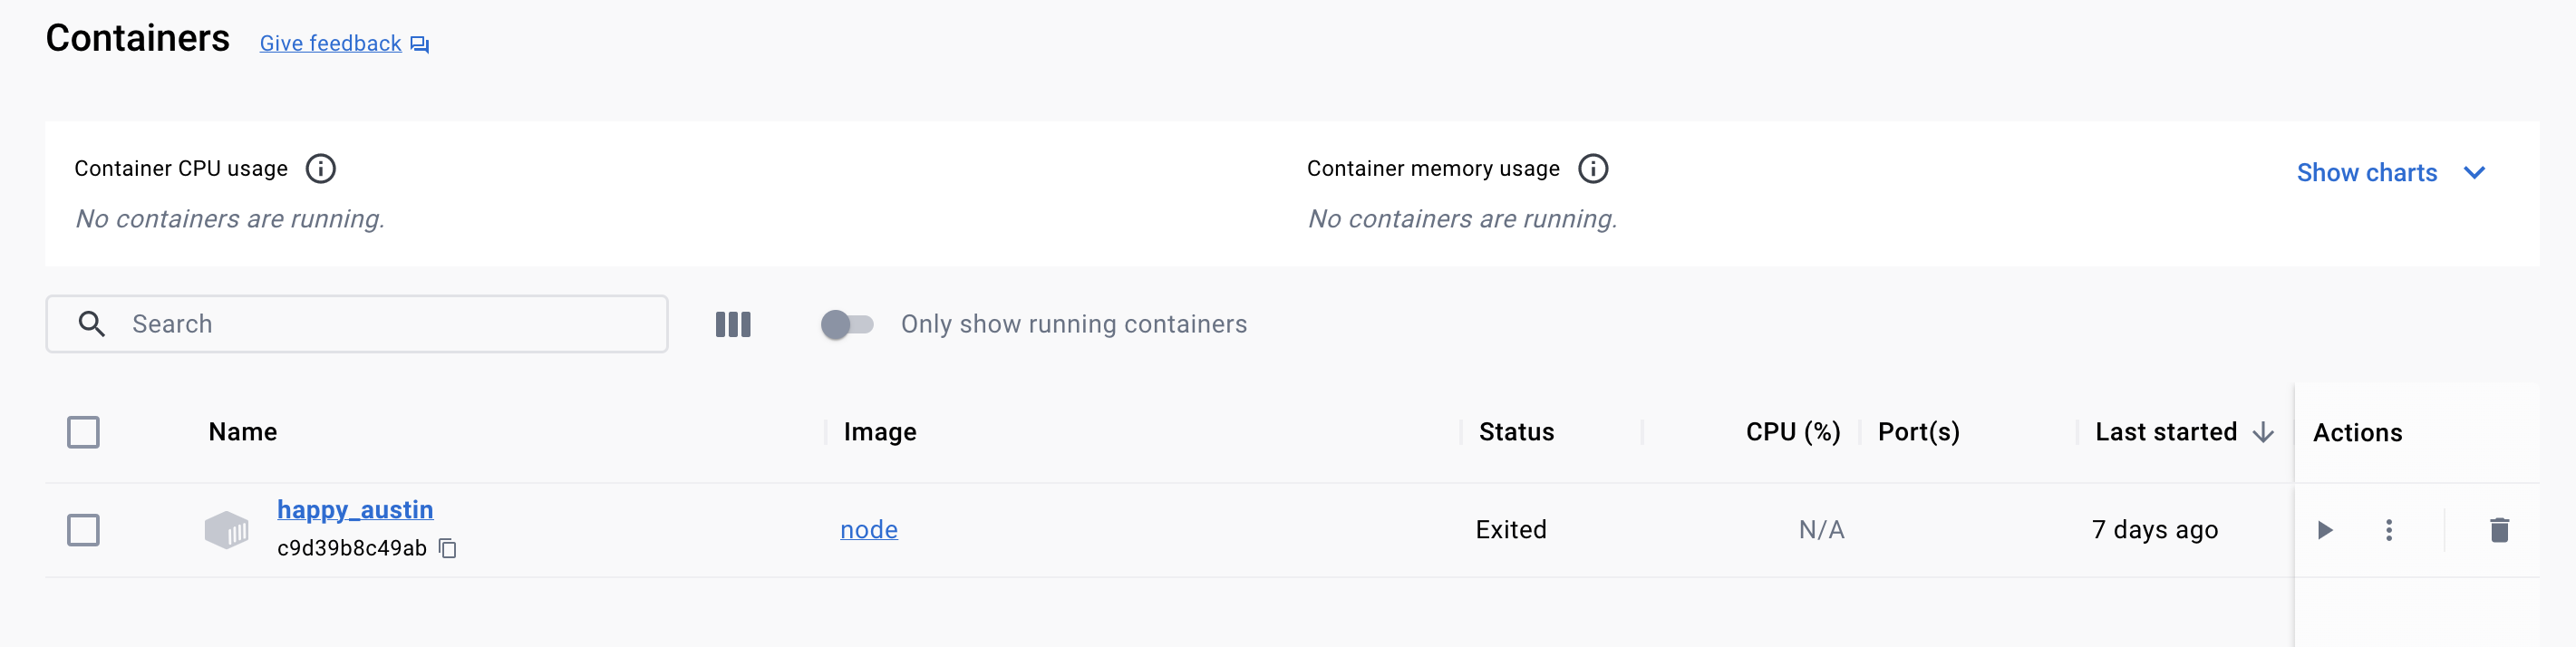 Containers Give feedback
Container CPU usage
No containers are running.
Container memory usage
No containers are running.
Show charts
Search
Only show running containers
Name Image Status CPU (%) Port(s) Last started Actions
happy_austin
c9d39b8c49ab
node Exited N/A 7 days ago